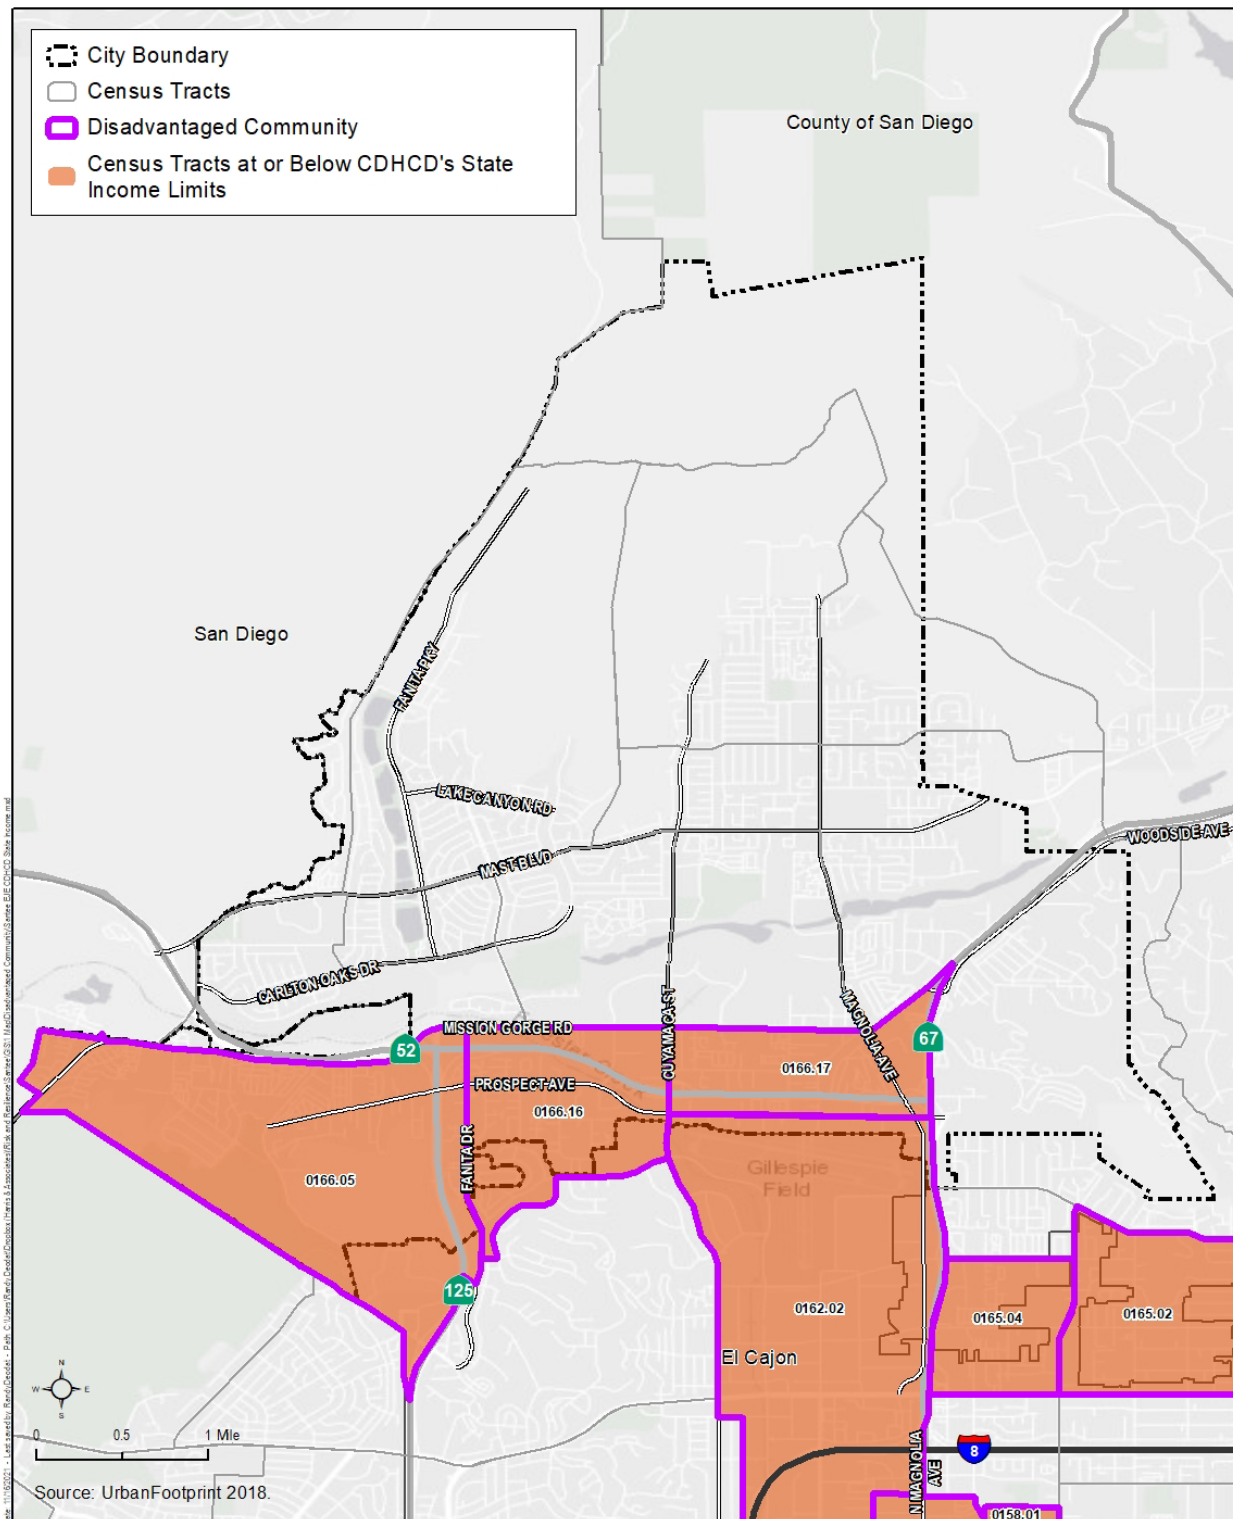 City Boundary
Census Tracts
Disadvantaged Community
Census Tracts at or Below CDHCD's State
Income Limits
County of San Diego
San Diego
FANITA PKY
LAKE CANYON RD
MAST BLVD
WOODSIDE AVE
CARLTON OAKS DR
CUYAMACA ST
MAGNOLIA AVE
MISSION GORGE RD
52
67
0166.17
PROSPECT AVE
0166.16
FANITA DR
0166.05
Gillespie
Field
125
0162.02
0165.04
0165.02
El Cajon
N
W
E
S
0
0.5
1 Mile
8
N MAGNOLIA
AVE
0158.01
Source: UrbanFootprint 2018.